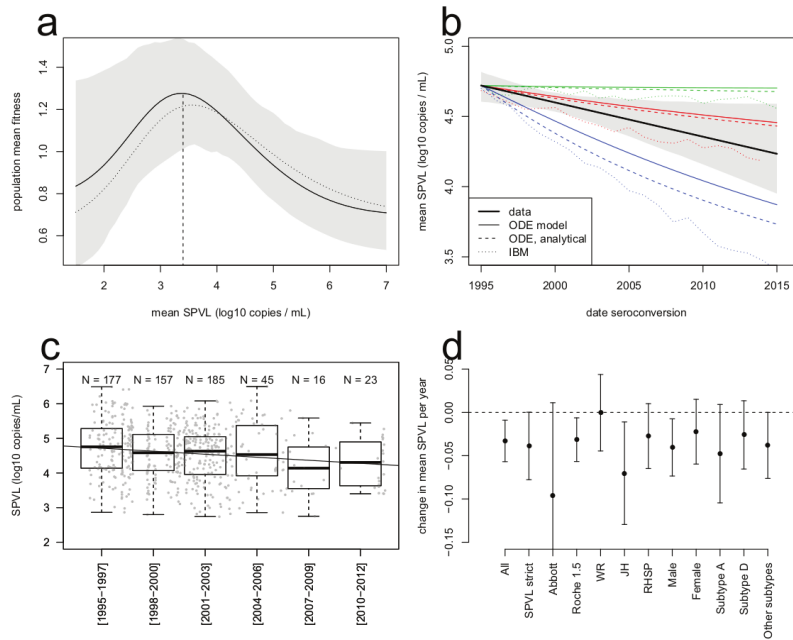 a
population mean fitness
1.4
1.2
1.0
0.8
0.6
2 3 4 5 6 7
mean SPVL (log10 copies / mL)
b
mean SPVL (log10 copies / mL)
5.0
4.5
4.0
3.5
data
ODE model
ODE, analytical
IBM
1995 2000 2005 2010 2015
date seroconversion
c
SPVL (log10 copies/mL)
N = 177 N = 157 N = 185 N = 45 N = 16 N = 23
7
6
5
4
3
2
[1995−1997]
[1998−2000]
[2001−2003]
[2004−2006]
[2007−2009]
[2010−2012]
d
change in mean SPVL per year
0.05
0.00
−0.05
−0.10
−0.15
All
SPVL strict
Abbott
Roche 1.5
WR
JH
RHSP
Male
Female
Subtype A
Subtype D
Other subtypes